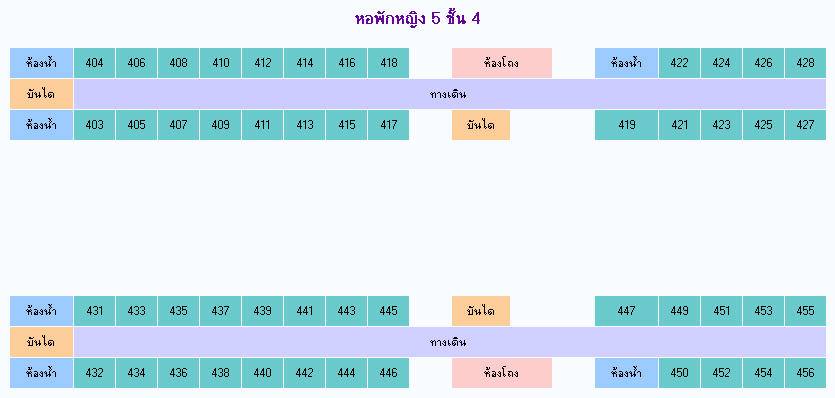 หอพักหญิง 5 ชั้น 4
ห้องน้ำ 404 406 408 410 412 414 416 418 ห้องโถง ห้องน้ำ 422 424 426 428
บันได ทางเดิน
ห้องน้ำ 403 405 407 409 411 413 415 417 บันได 419 421 423 425 427
ห้องน้ำ 431 433 435 437 439 441 443 445 บันได 447 449 451 453 455
บันได ทางเดิน
ห้องน้ำ 432 434 436 438 440 442 444 446 ห้องโถง ห้องน้ำ 450 452 454 456